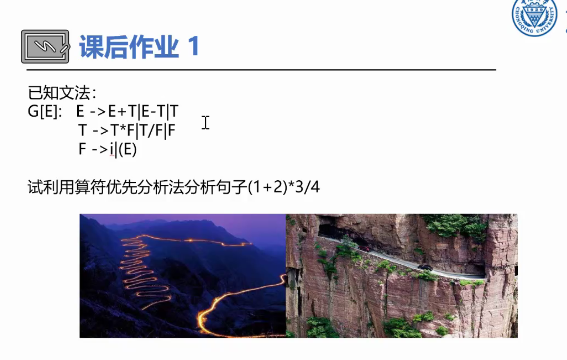 课后作业 1
已知文法：
G[E]: E ->E+T|E-T|T
T ->T*F|T/F|F
F ->i|(E)
试利用算符优先分析法分析句子(1+2)*3/4